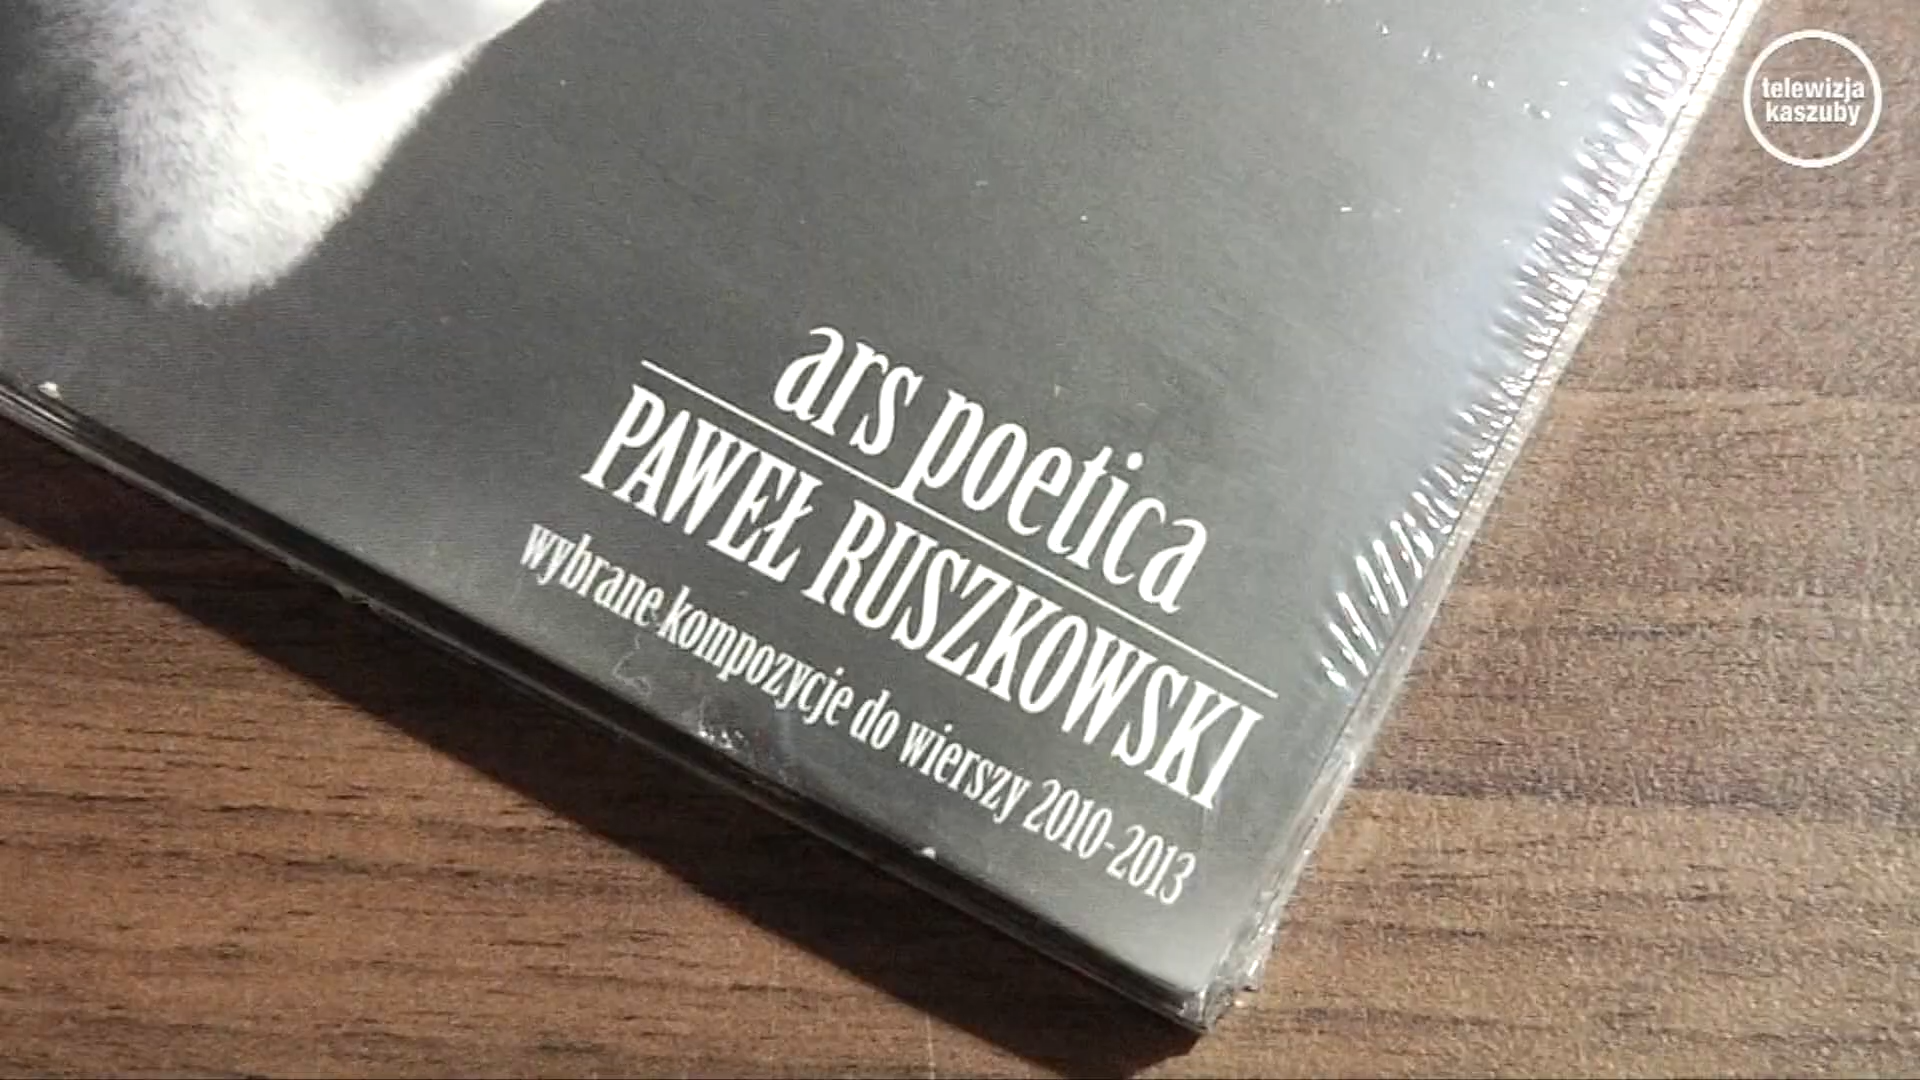 telewizja
kaszuby
ars poetica
PAWEŁ RUSZKOWSKI
wybrane kompozycje do wierszy 2010-2013